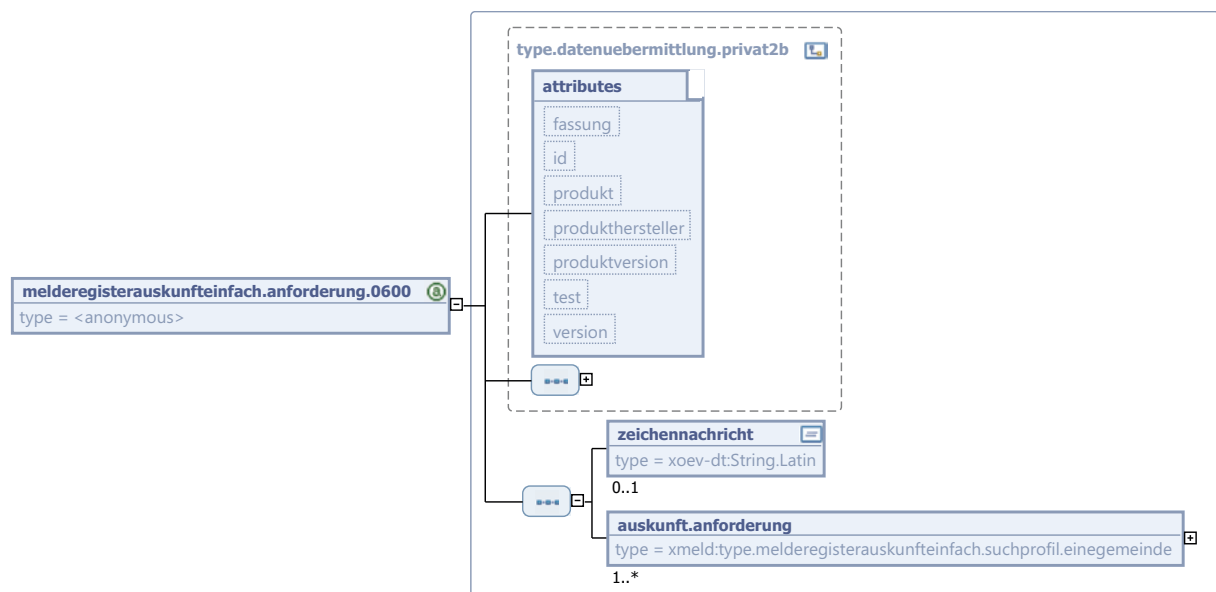 type.datenuebermittlung.privat2b
attributes
fassung
id
produkt
produkthersteller
produktversion
test
version
melderegisterauskunfteinfach.anforderung.0600
type = <anonymous>
zeichennachricht
type = xoev-dt:String.Latin
0..1
auskunft.anforderung
type = xmeld:type.melderegisterauskunfteinfach.suchprofil.einegemeinde
1..*